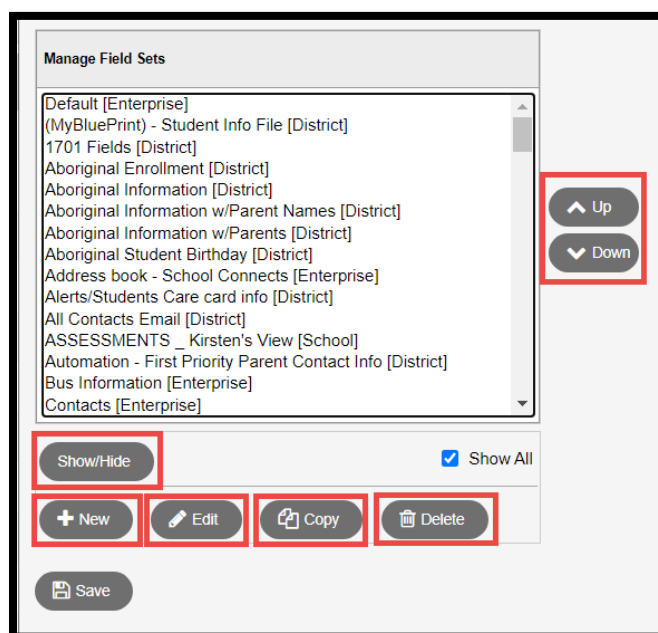 Manage Field Sets
Default [Enterprise]
(MyBluePrint) - Student Info File [District]
1701 Fields [District]
Aboriginal Enrollment [District]
Aboriginal Information [District]
Aboriginal Information w/Parent Names [District]
Aboriginal Information w/Parents [District]
Aboriginal Student Birthday [District]
Address book - School Connects [Enterprise]
Alerts/Students Care card info [District]
All Contacts Email [District]
ASSESSMENTS _ Kirsten's View [School]
Automation - First Priority Parent Contact Info [District]
Bus Information [Enterprise]
Contacts [Enterprise]
Up
Down
Show/Hide
Show All
New
Edit
Copy
Delete
Save